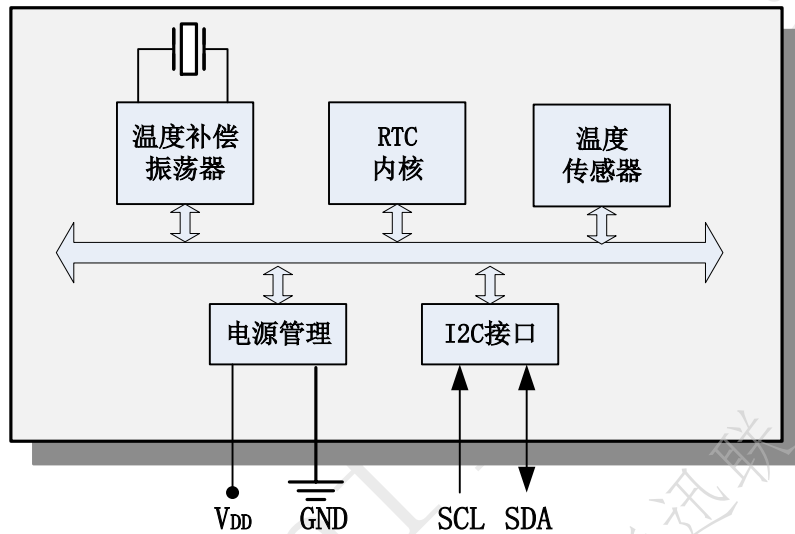 温度补偿
振荡器
RTC
内核
温度
传感器
电源管理
I2C接口
VDD
GND
SCL
SDA